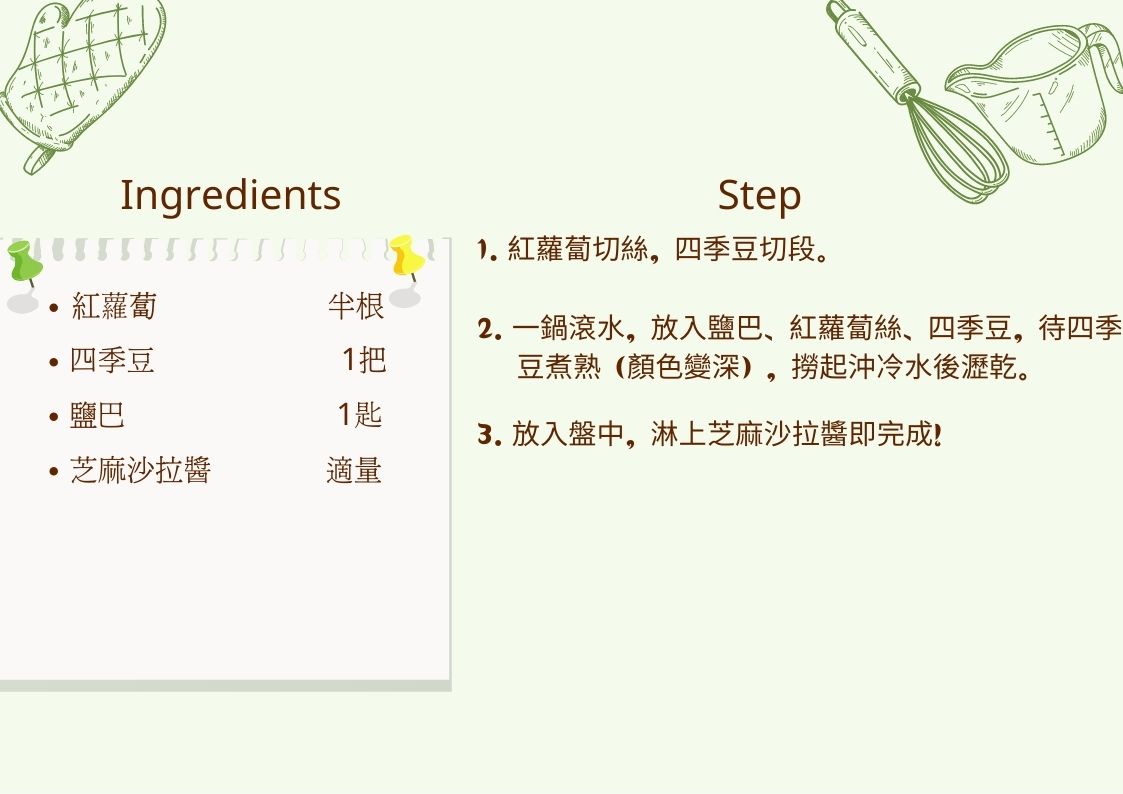 Ingredients
• 紅蘿蔔 半根
• 四季豆 1把
• 鹽巴 1匙
• 芝麻沙拉醬 適量
Step
1. 紅蘿蔔切絲，四季豆切段。
2. 一鍋滾水，放入鹽巴、紅蘿蔔絲、四季豆，待四季
豆煮熟（顏色變深），撈起沖冷水後瀝乾。
3. 放入盤中，淋上芝麻沙拉醬即完成!